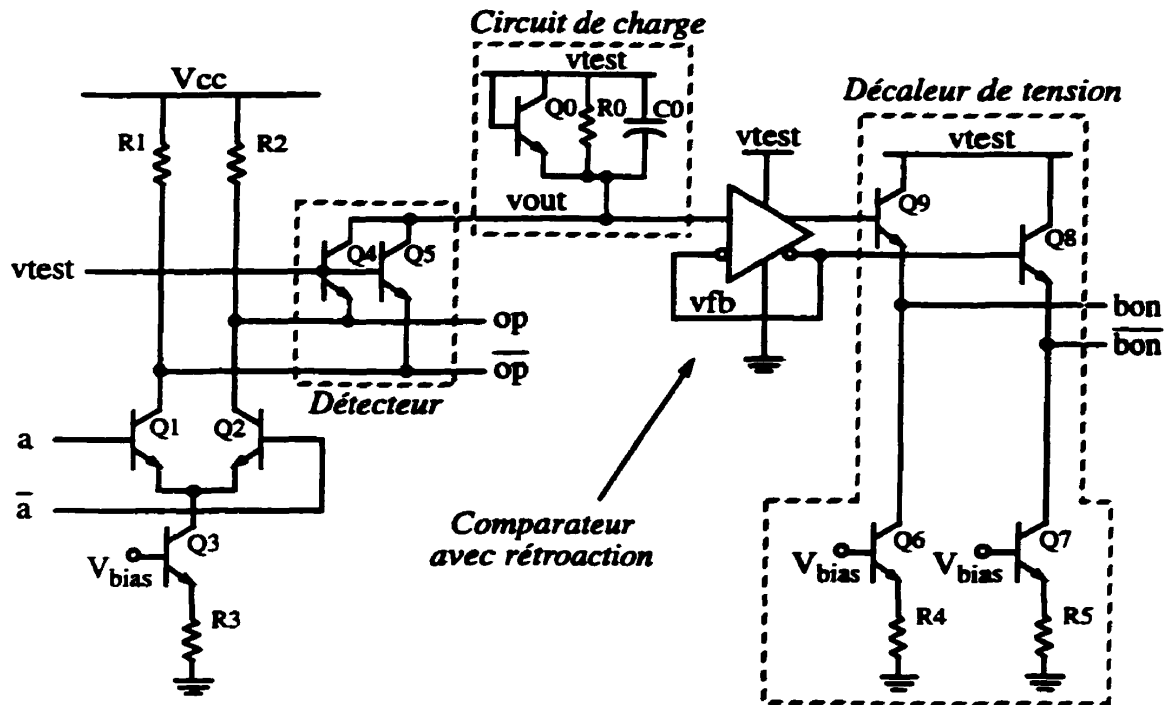 Circuit de charge
vtest
Q0
R0
C0
Vcc
R1
R2
Décaleur de tension
vtest
vtest
Q9
Q8
vout
vtest
Q4
Q5
vfb
op
op
bon
bon
Détecteur
a
Q1
Q2
a
Comparateur
avec rétroaction
Q3
Vbias
R3
Q6
Vbias
R4
Q7
Vbias
R5